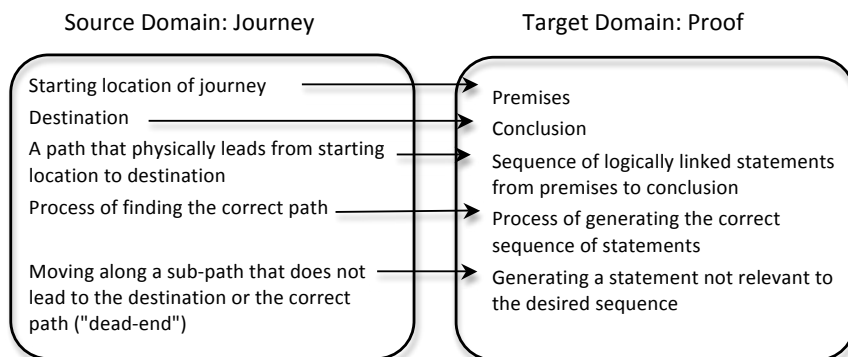 Source Domain: Journey
Target Domain: Proof
Starting location of journey
Destination
A path that physically leads from starting
location to destination
Process of finding the correct path
Moving along a sub-path that does not
lead to the destination or the correct
path ("dead-end")
Premises
Conclusion
Sequence of logically linked statements
from premises to conclusion
Process of generating the correct
sequence of statements
Generating a statement not relevant to
the desired sequence